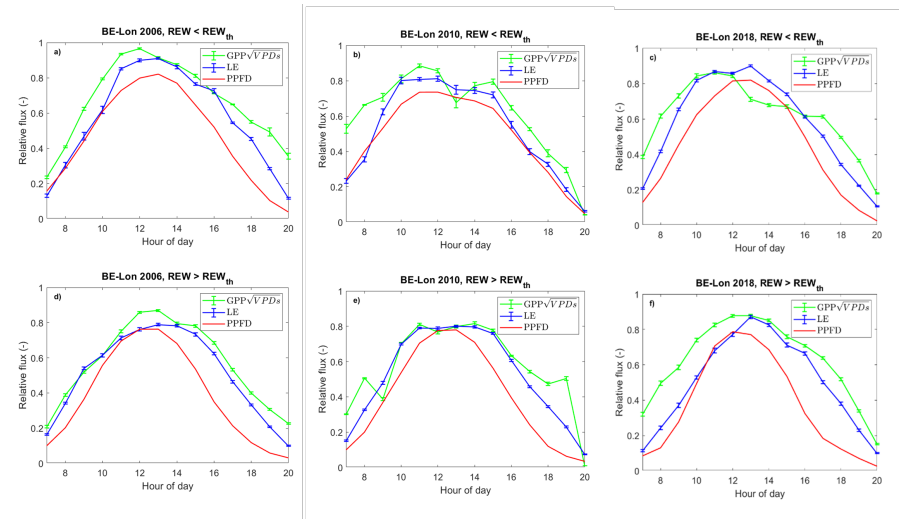 BE-Lon 2006, REW < REW_th
a)
GPP√VPDs
LE
PPFD
1
0.8
0.6
0.4
0.2
0
Relative flux (-)
8 10 12 14 16 18 20
Hour of day
BE-Lon 2010, REW < REW_th
b)
GPP√VPDs
LE
PPFD
1
0.8
0.6
0.4
0.2
0
Relative flux (-)
8 10 12 14 16 18 20
Hour of day
BE-Lon 2018, REW < REW_th
c)
GPP√VPDs
LE
PPFD
1
0.8
0.6
0.4
0.2
0
Relative flux (-)
8 10 12 14 16 18 20
Hour of day
BE-Lon 2006, REW > REW_th
d)
GPP√VPDs
LE
PPFD
1
0.8
0.6
0.4
0.2
0
Relative flux (-)
8 10 12 14 16 18 20
Hour of day
BE-Lon 2010, REW > REW_th
e)
GPP√VPDs
LE
PPFD
1
0.8
0.6
0.4
0.2
0
Relative flux (-)
8 10 12 14 16 18 20
Hour of day
BE-Lon 2018, REW > REW_th
f)
GPP√VPDs
LE
PPFD
1
0.8
0.6
0.4
0.2
0
Relative flux (-)
8 10 12 14 16 18 20
Hour of day